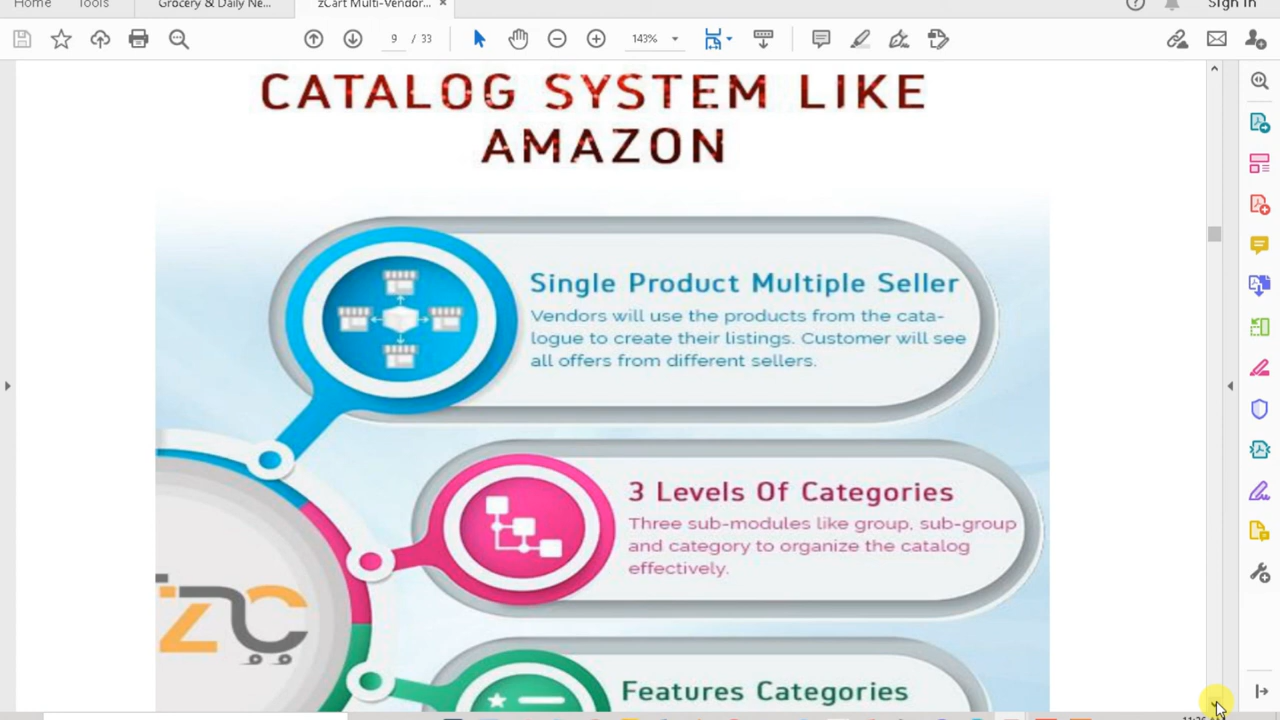 Home
Tools
Grocery & Daily Ne...
zCart Multi-Vendor... ×
Sign In
9 / 33
143%
CATALOG SYSTEM LIKE
AMAZON
Single Product Multiple Seller
Vendors will use the products from the cata-
logue to create their listings. Customer will see
all offers from different sellers.
3 Levels Of Categories
Three sub-modules like group, sub-group
and category to organize the catalog
effectively.
zC
Features Categories